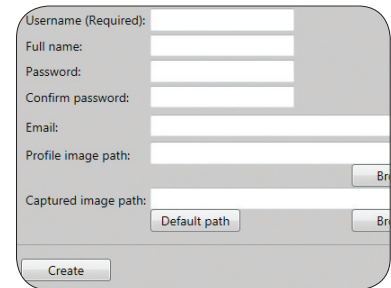 Username (Required):
Full name:
Password:
Confirm password:
Email:
Profile image path:
Captured image path:
Default path
Create